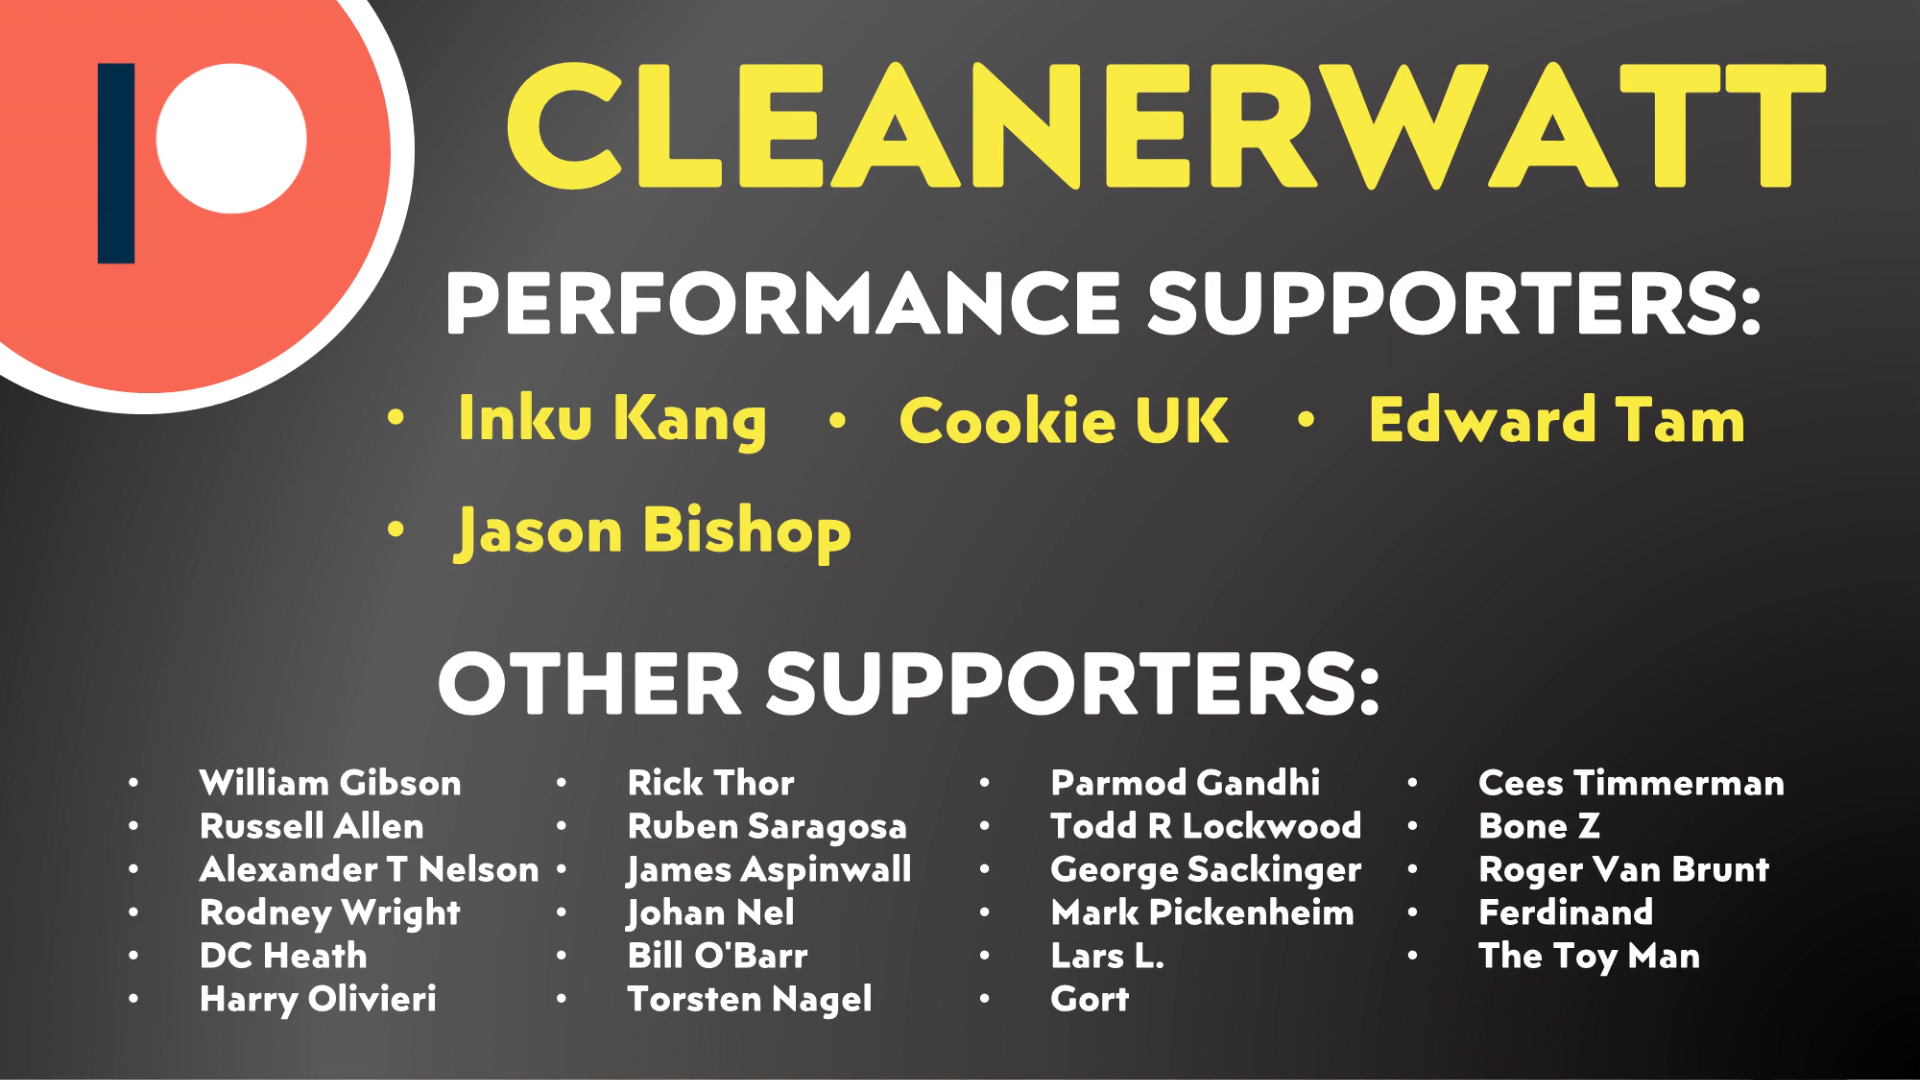 CLEANERWATT
PERFORMANCE SUPPORTERS:
• Inku Kang • Cookie UK • Edward Tam
• Jason Bishop
OTHER SUPPORTERS:
• William Gibson
• Russell Allen
• Alexander T Nelson
• Rodney Wright
• DC Heath
• Harry Olivieri
• Rick Thor
• Ruben Saragosa
• James Aspinwall
• Johan Nel
• Bill O'Barr
• Torsten Nagel
• Parmod Gandhi
• Todd R Lockwood
• George Sackinger
• Mark Pickenheim
• Lars L.
• Gort
• Cees Timmerman
• Bone Z
• Roger Van Brunt
• Ferdinand
• The Toy Man